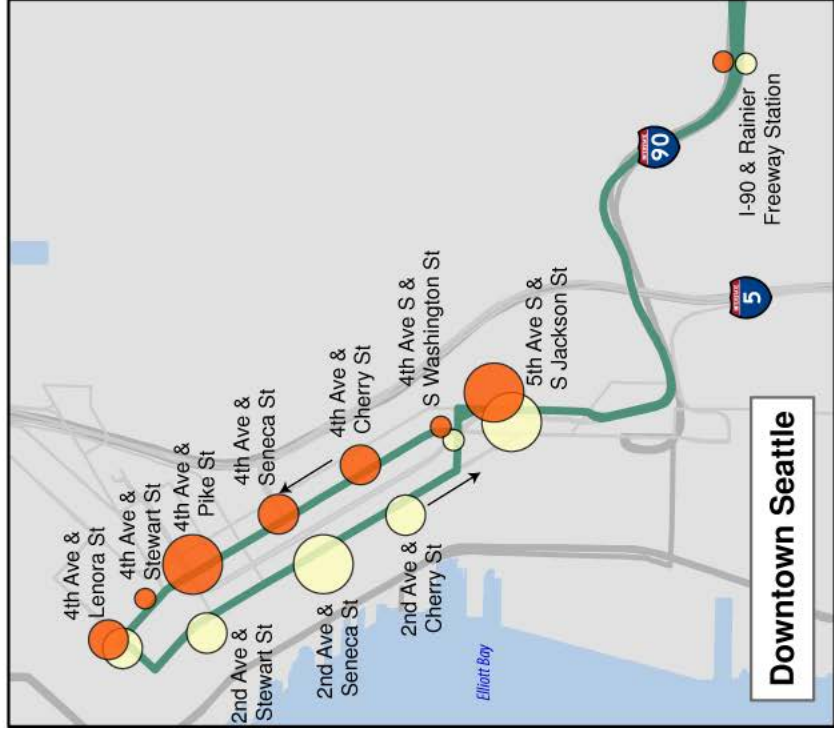 4th Ave &
Lenora St
4th Ave &
Stewart St
4th Ave &
Pike St
4th Ave &
Seneca St
4th Ave &
Cherry St
4th Ave S &
S Washington St
5th Ave S &
S Jackson St
2nd Ave &
Stewart St
2nd Ave &
Seneca St
2nd Ave &
Cherry St
Elliott Bay
90
5
I-90 & Rainier
Freeway Station
Downtown Seattle